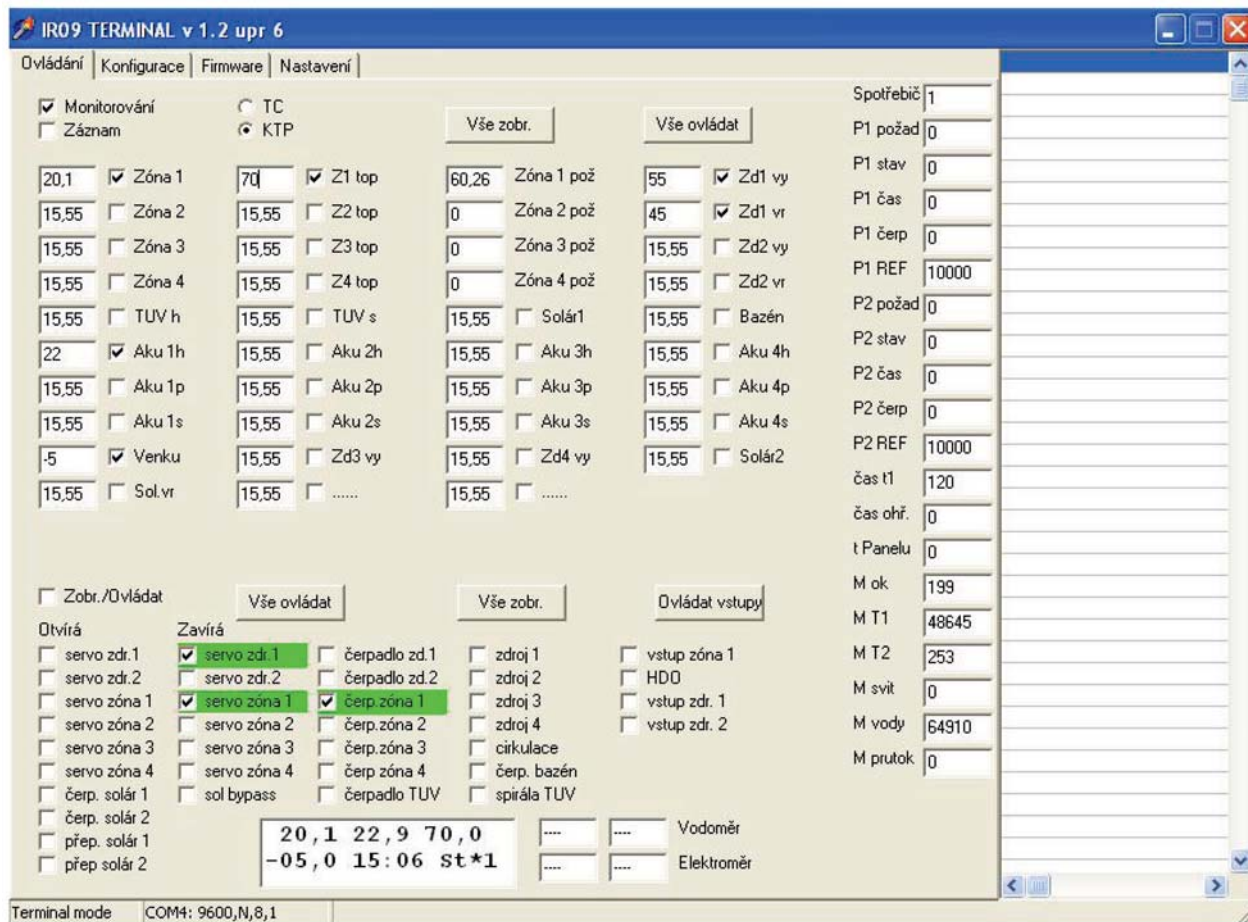 IR09 TERMINAL v 1.2 upr 6
Ovládání Konfigurace Firmware Nastavení
Monitorování TC Vše zobr. Vše ovládat
Záznam KTP
20,1 Zóna 1 70 Z1 top 60,26 Zóna 1 pož 55 Zd1 vy
15,55 Zóna 2 15,55 Z2 top 0 Zóna 2 pož 45 Zd1 vr
15,55 Zóna 3 15,55 Z3 top 0 Zóna 3 pož 15,55 Zd2 vy
15,55 Zóna 4 15,55 Z4 top 0 Zóna 4 pož 15,55 Zd2 vr
15,55 TUV h 15,55 TUV s 15,55 Solár1 15,55 Bazén
22 Aku 1h 15,55 Aku 2h 15,55 Aku 3h 15,55 Aku 4h
15,55 Aku 1p 15,55 Aku 2p 15,55 Aku 3p 15,55 Aku 4p
15,55 Aku 1s 15,55 Aku 2s 15,55 Aku 3s 15,55 Aku 4s
-5 Venku 15,55 Zd3 vy 15,55 Zd4 vy 15,55 Solár2
15,55 Sol.vr 15,55 ...... 15,55 ......
Spotřebič 1
P1 požad 0
P1 stav 0
P1 čas 0
P1 čerp 0
P1 REF 10000
P2 požad 0
P2 stav 0
P2 čas 0
P2 čerp 0
P2 REF 10000
čas t1 120
čas ohř. 0
t Panelu 0
M ok 199
M T1 48645
M T2 253
M svit 0
M vody 64910
M prutok 0
Zobr./Ovládat Vše ovládat Vše zobr. Ovládat vstupy
Otvírá Zavírá
servo zdr.1 servo zdr.1 čerpadlo zd.1 zdroj 1 vstup zóna 1
servo zdr.2 servo zdr.2 čerpadlo zd.2 zdroj 2 HDO
servo zóna 1 servo zóna 1 čerp.zóna 1 zdroj 3 vstup zdr. 1
servo zóna 2 servo zóna 2 čerp.zóna 2 zdroj 4 vstup zdr. 2
servo zóna 3 servo zóna 3 čerp.zóna 3 cirkulace
servo zóna 4 servo zóna 4 čerp zóna 4 čerp. bazén
čerp. solár 1 sol bypass čerpadlo TUV spirála TUV
čerp. solár 2
přep. solár 1
přep solár 2
20,1 22,9 70,0
-05,0 15:06 St*1
---- ---- Vodoměr
---- ---- Elektroměr
Terminal mode COM4: 9600,N,8,1